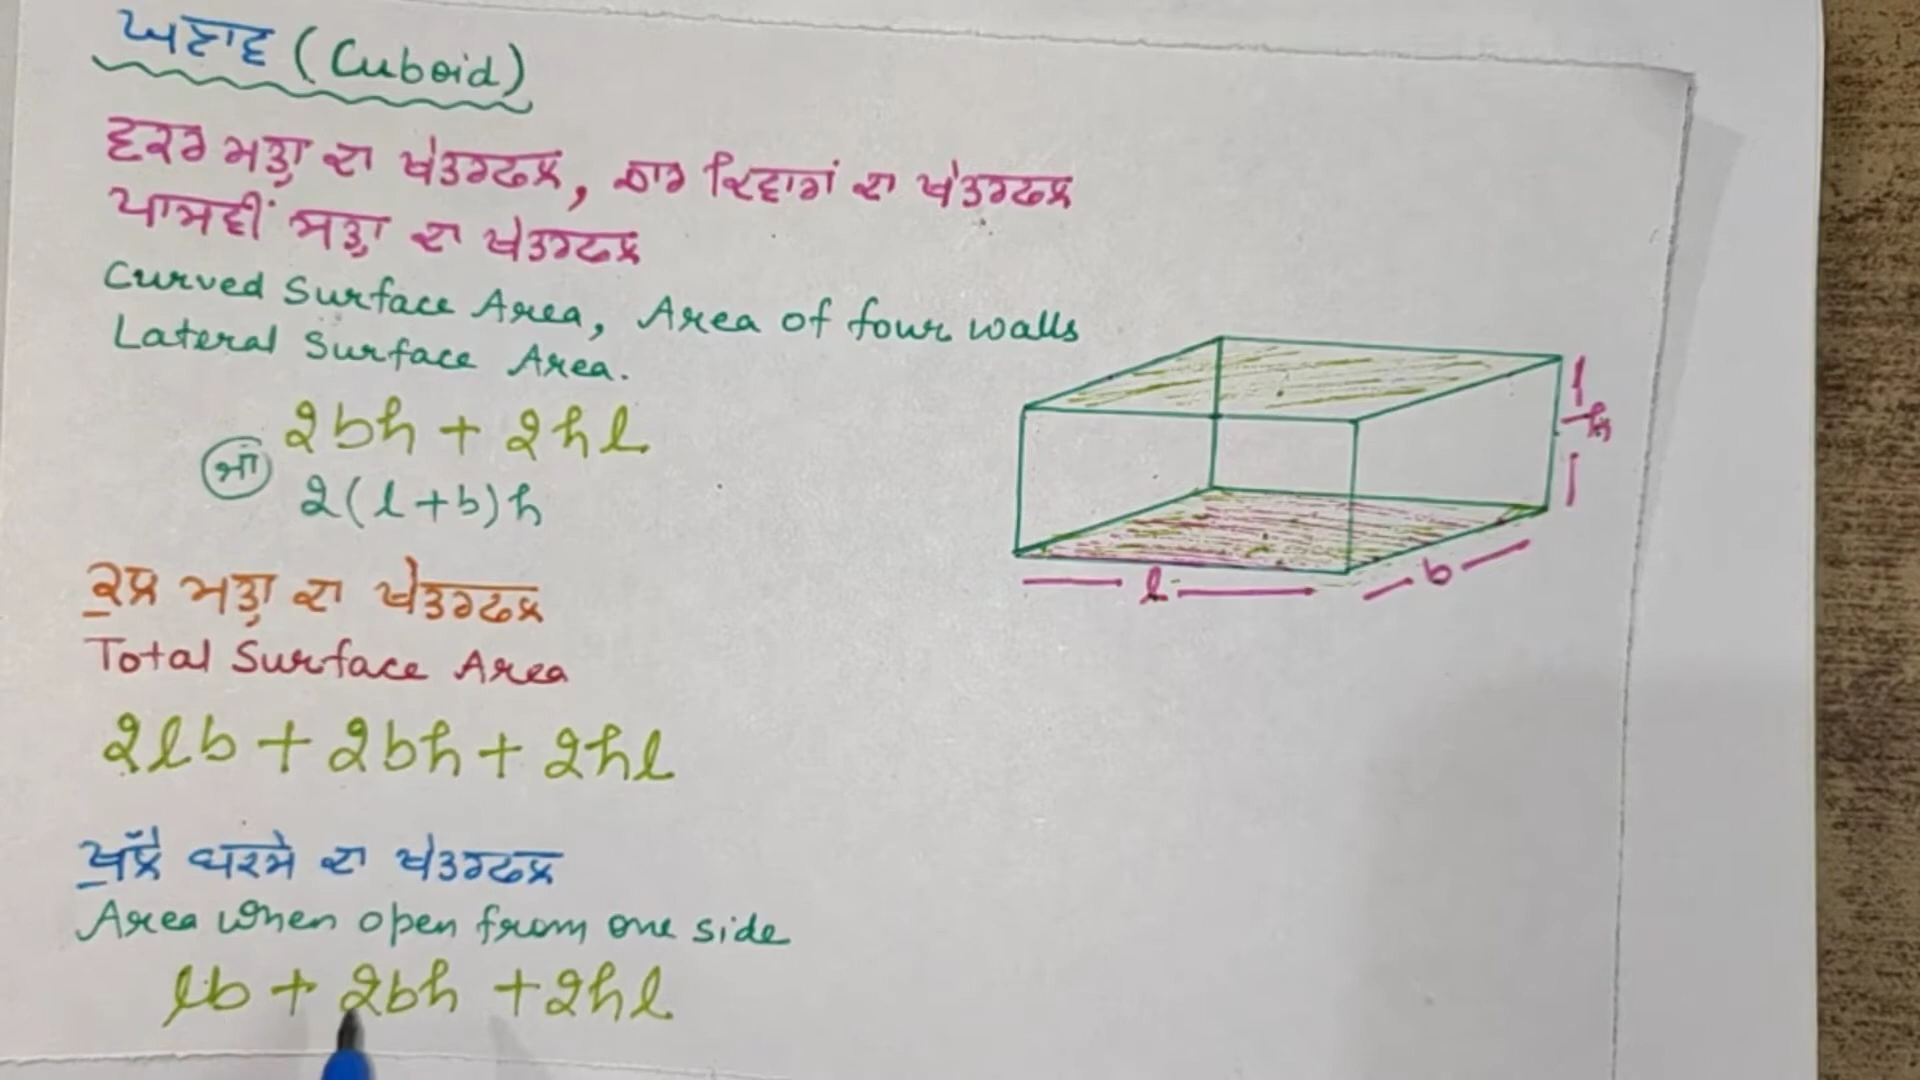 ਘਣਾਵ (Cuboid)
ਵਕਰ ਸਤ੍ਹਾ ਦਾ ਖੇਤਰਫਲ, ਚਾਰ ਦਿਵਾਰਾਂ ਦਾ ਖੇਤਰਫਲ
ਪਾਸਵੀਂ ਸਤ੍ਹਾ ਦਾ ਖੇਤਰਫਲ
Curved Surface Area, Area of four walls
Lateral Surface Area.
2bh + 2hl
ਜਾਂ 2(l+b)h
ਕੁਲ ਸਤ੍ਹਾ ਦਾ ਖੇਤਰਫਲ
Total Surface Area
2lb + 2bh + 2hl
ਖੁੱਲੇ ਬਕਸੇ ਦਾ ਖੇਤਰਫਲ
Area when open from one side
lb + 2bh + 2hl
h
b
l